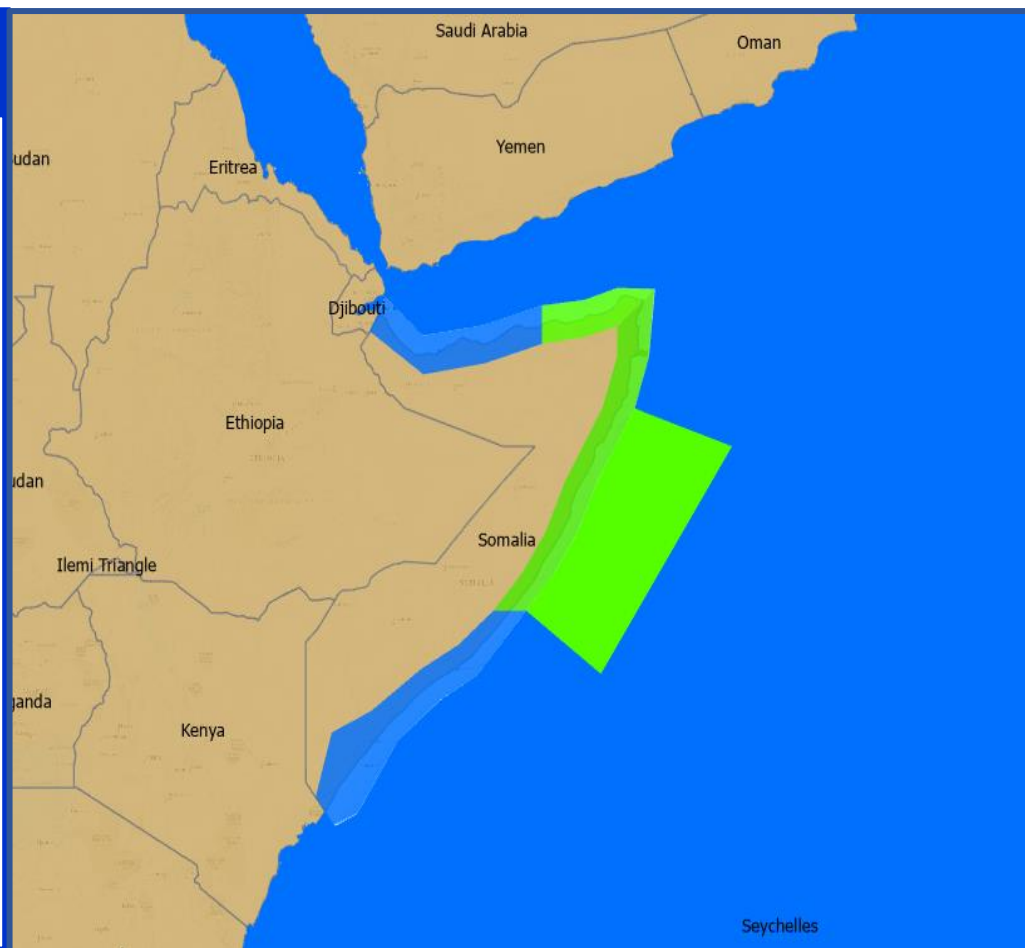 Saudi Arabia
Oman
Yemen
udan
Eritrea
Djibouti
Ethiopia
udan
Somalia
Ilemi Triangle
ganda
Kenya
Seychelles